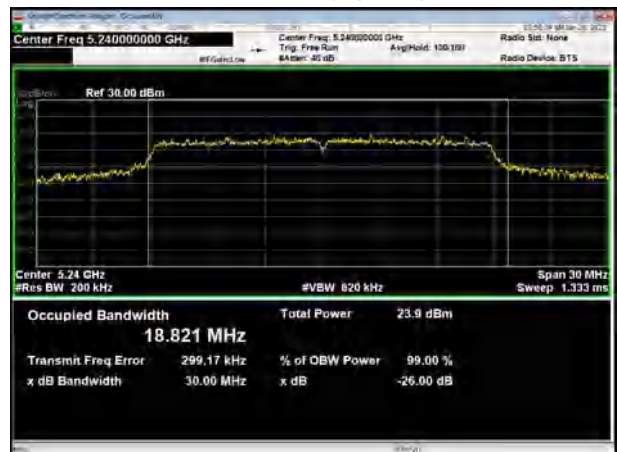 Center Freq 5.240000000 GHz
Center Freq: 5.240000000 GHz
Radio Std: None
Trig: Free Run
Avg|Hold: 100/100
#IFGain:Low
#Atten: 40 dB
Radio Device: BTS
Ref 30.00 dBm
Center 5.24 GHz
Span 30 MHz
#Res BW 200 kHz
#VBW 620 kHz
Sweep 1.333 ms
Occupied Bandwidth
Total Power 23.9 dBm
18.821 MHz
Transmit Freq Error 299.17 kHz
% of OBW Power 99.00 %
x dB Bandwidth 30.00 MHz
x dB -26.00 dB